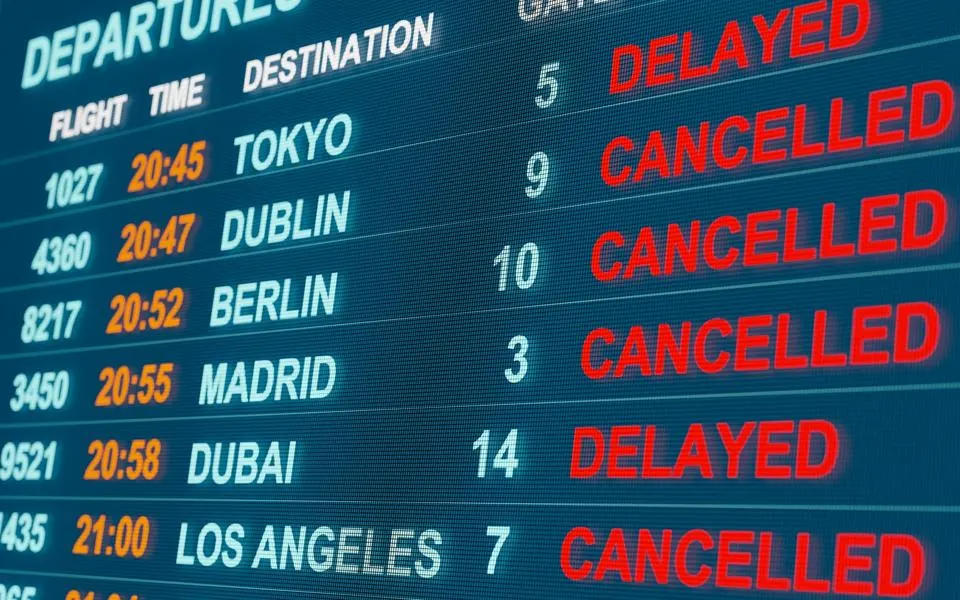 DEPARTURES
FLIGHT TIME DESTINATION GATE
1027 20:45 TOKYO 5 DELAYED
4360 20:47 DUBLIN 9 CANCELLED
8217 20:52 BERLIN 10 CANCELLED
3450 20:55 MADRID 3 CANCELLED
9521 20:58 DUBAI 14 DELAYED
435 21:00 LOS ANGELES 7 CANCELLED